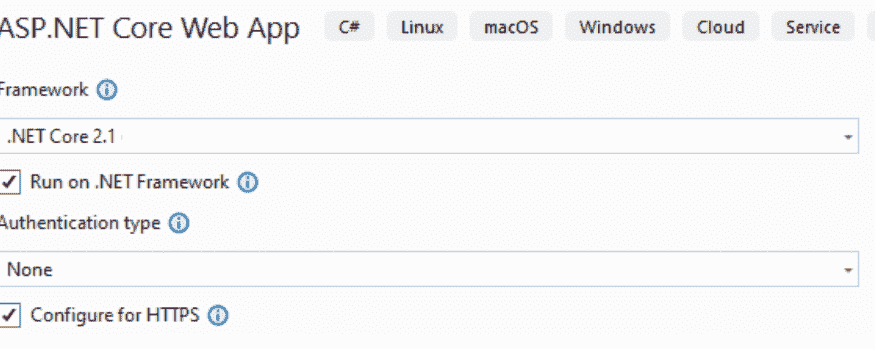 ASP.NET Core Web App C# Linux macOS Windows Cloud Service
Framework
.NET Core 2.1
Run on .NET Framework
Authentication type
None
Configure for HTTPS